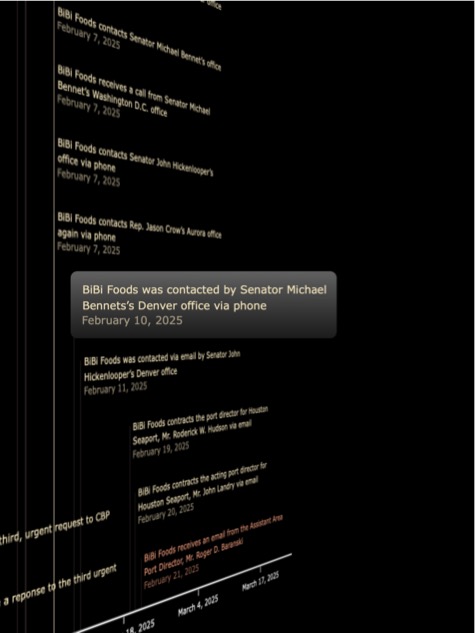 office
BiBi Foods contacts Senator Michael Bennet's office
February 7, 2025
BiBi Foods receives a call from Senator Michael
Bennet's Washington D.C. office
February 7, 2025
BiBi Foods contacts Senator John Hickenlooper's
office via phone
February 7, 2025
BiBi Foods contacts Rep. Jason Crow's Aurora office
again via phone
February 7, 2025
BiBi Foods was contacted by Senator Michael
Bennets's Denver office via phone
February 10, 2025
BiBi Foods was contacted via email by Senator John
Hickenlooper's Denver office
February 11, 2025
BiBi Foods contracts the port director for Houston
Seaport, Mr. Roderick W. Hudson via email
February 19, 2025
BiBi Foods contracts the acting port director for
Houston Seaport, Mr. John Landry via email
February 20, 2025
third, urgent request to CBP
BiBi Foods receives an email from the Assistant Area
Port Director, Mr. Roger D. Baranski
February 21, 2025
a reponse to the third urgent
18, 2025
March 4, 2025
March 17, 2025